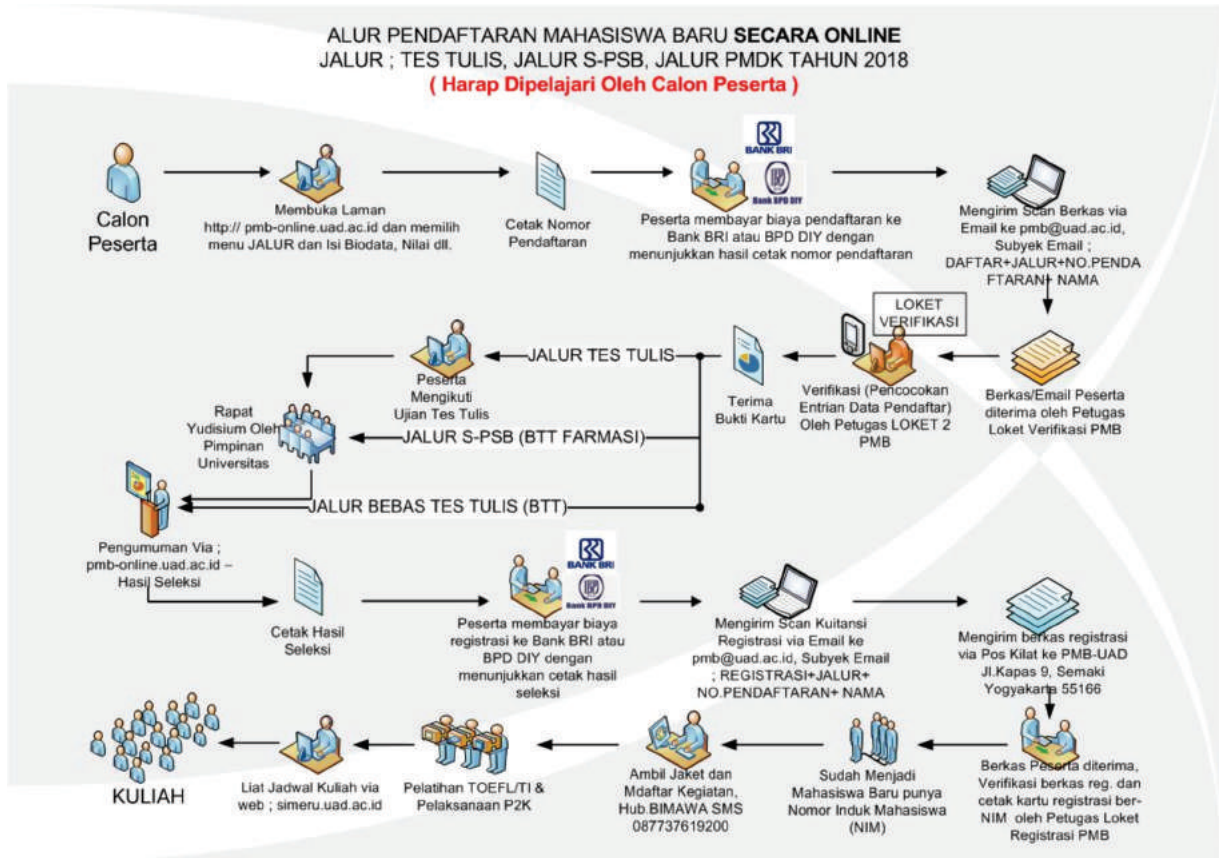 ALUR PENDAFTARAN MAHASISWA BARU SECARA ONLINE
JALUR ; TES TULIS, JALUR S-PSB, JALUR PMDK TAHUN 2018
( Harap Dipelajari Oleh Calon Peserta )
Calon
Peserta
Membuka Laman
http:// pmb-online.uad.ac.id dan memilih
menu JALUR dan Isi Biodata, Nilai dll.
Cetak Nomor
Pendaftaran
BANK BRI
Bank BPD DIY
Peserta membayar biaya pendaftaran ke
Bank BRI atau BPD DIY dengan
menunjukkan hasil cetak nomor pendaftaran
Mengirim Scan Berkas via
Email ke pmb@uad.ac.id,
Subyek Email ;
DAFTAR+JALUR+NO.PENDA
FTARAN+ NAMA
Berkas/Email Peserta
diterima oleh Petugas
Loket Verifikasi PMB
LOKET
VERIFIKASI
Verifikasi (Pencocokan
Entrian Data Pendaftar)
Oleh Petugas LOKET 2
PMB
Terima
Bukti Kartu
JALUR TES TULIS
Peserta
Mengikuti
Ujian Tes Tulis
JALUR S-PSB (BTT FARMASI)
Rapat
Yudisium Oleh
Pimpinan
Universitas
JALUR BEBAS TES TULIS (BTT)
Pengumuman Via ;
pmb-online.uad.ac.id –
Hasil Seleksi
Cetak Hasil
Seleksi
BANK BRI
Bank BPD DIY
Peserta membayar biaya
registrasi ke Bank BRI atau
BPD DIY dengan
menunjukkan cetak hasil
seleksi
Mengirim Scan Kuitansi
Registrasi via Email ke
pmb@uad.ac.id, Subyek Email
; REGISTRASI+JALUR+
NO.PENDAFTARAN+ NAMA
Mengirim berkas registrasi
via Pos Kilat ke PMB-UAD
Jl.Kapas 9, Semaki
Yogyakarta 55166
Berkas Peserta diterima,
Verifikasi berkas reg. dan
cetak kartu registrasi ber-
NIM oleh Petugas Loket
Registrasi PMB
Sudah Menjadi
Mahasiswa Baru punya
Nomor Induk Mahasiswa
(NIM)
Ambil Jaket dan
Mdaftar Kegiatan,
Hub.BIMAWA SMS
087737619200
Pelatihan TOEFL/TI &
Pelaksanaan P2K
Liat Jadwal Kuliah via
web ; simeru.uad.ac.id
KULIAH